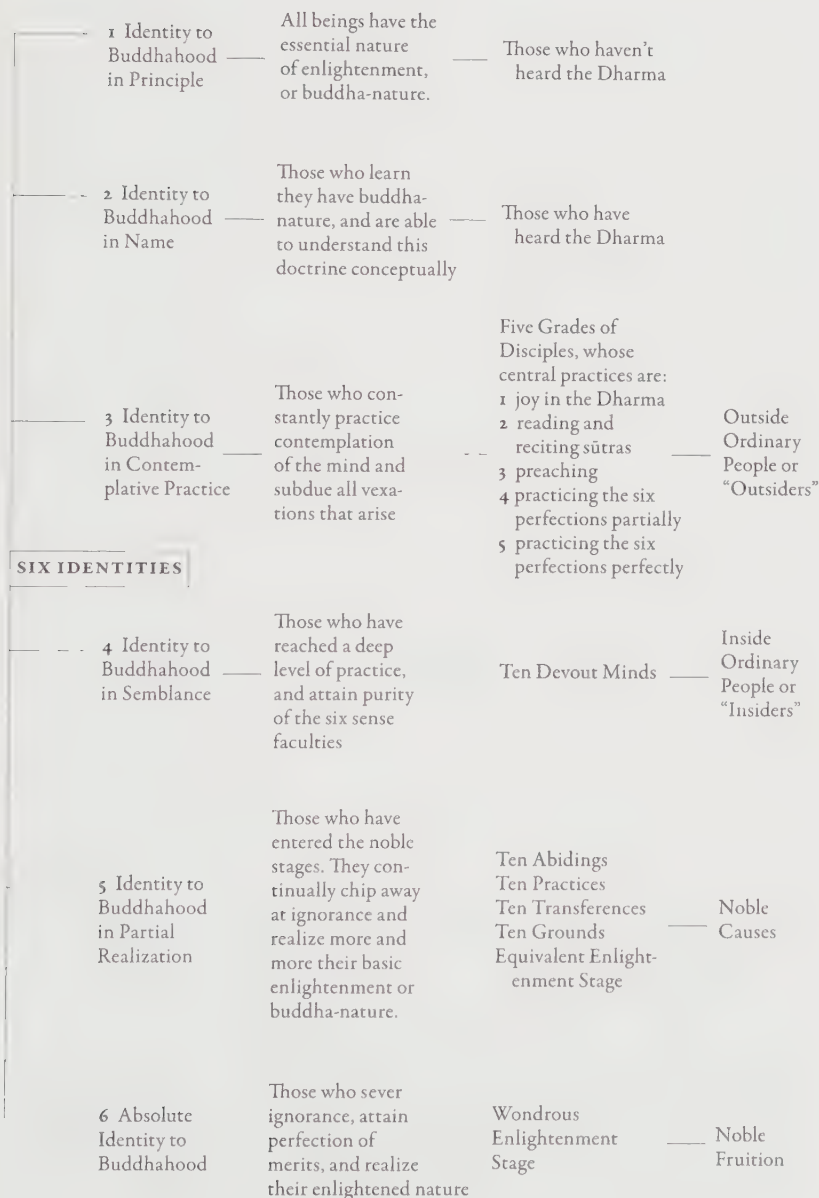 1 Identity to
Buddhahood
in Principle
All beings have the
essential nature
of enlightenment,
or buddha-nature.
Those who haven't
heard the Dharma
2 Identity to
Buddhahood
in Name
Those who learn
they have buddha-
nature, and are able
to understand this
doctrine conceptually
Those who have
heard the Dharma
3 Identity to
Buddhahood
in Contem-
plative Practice
Those who con-
stantly practice
contemplation
of the mind and
subdue all vexa-
tions that arise
Five Grades of
Disciples, whose
central practices are:
1 joy in the Dharma
2 reading and
reciting sūtras
3 preaching
4 practicing the six
perfections partially
5 practicing the six
perfections perfectly
Outside
Ordinary
People or
"Outsiders"
SIX IDENTITIES
4 Identity to
Buddhahood
in Semblance
Those who have
reached a deep
level of practice,
and attain purity
of the six sense
faculties
Ten Devout Minds
Inside
Ordinary
People or
"Insiders"
5 Identity to
Buddhahood
in Partial
Realization
Those who have
entered the noble
stages. They con-
tinually chip away
at ignorance and
realize more and
more their basic
enlightenment or
buddha-nature.
Ten Abidings
Ten Practices
Ten Transferences
Ten Grounds
Equivalent Enlight-
enment Stage
Noble
Causes
6 Absolute
Identity to
Buddhahood
Those who sever
ignorance, attain
perfection of
merits, and realize
their enlightened nature
Wondrous
Enlightenment
Stage
Noble
Fruition